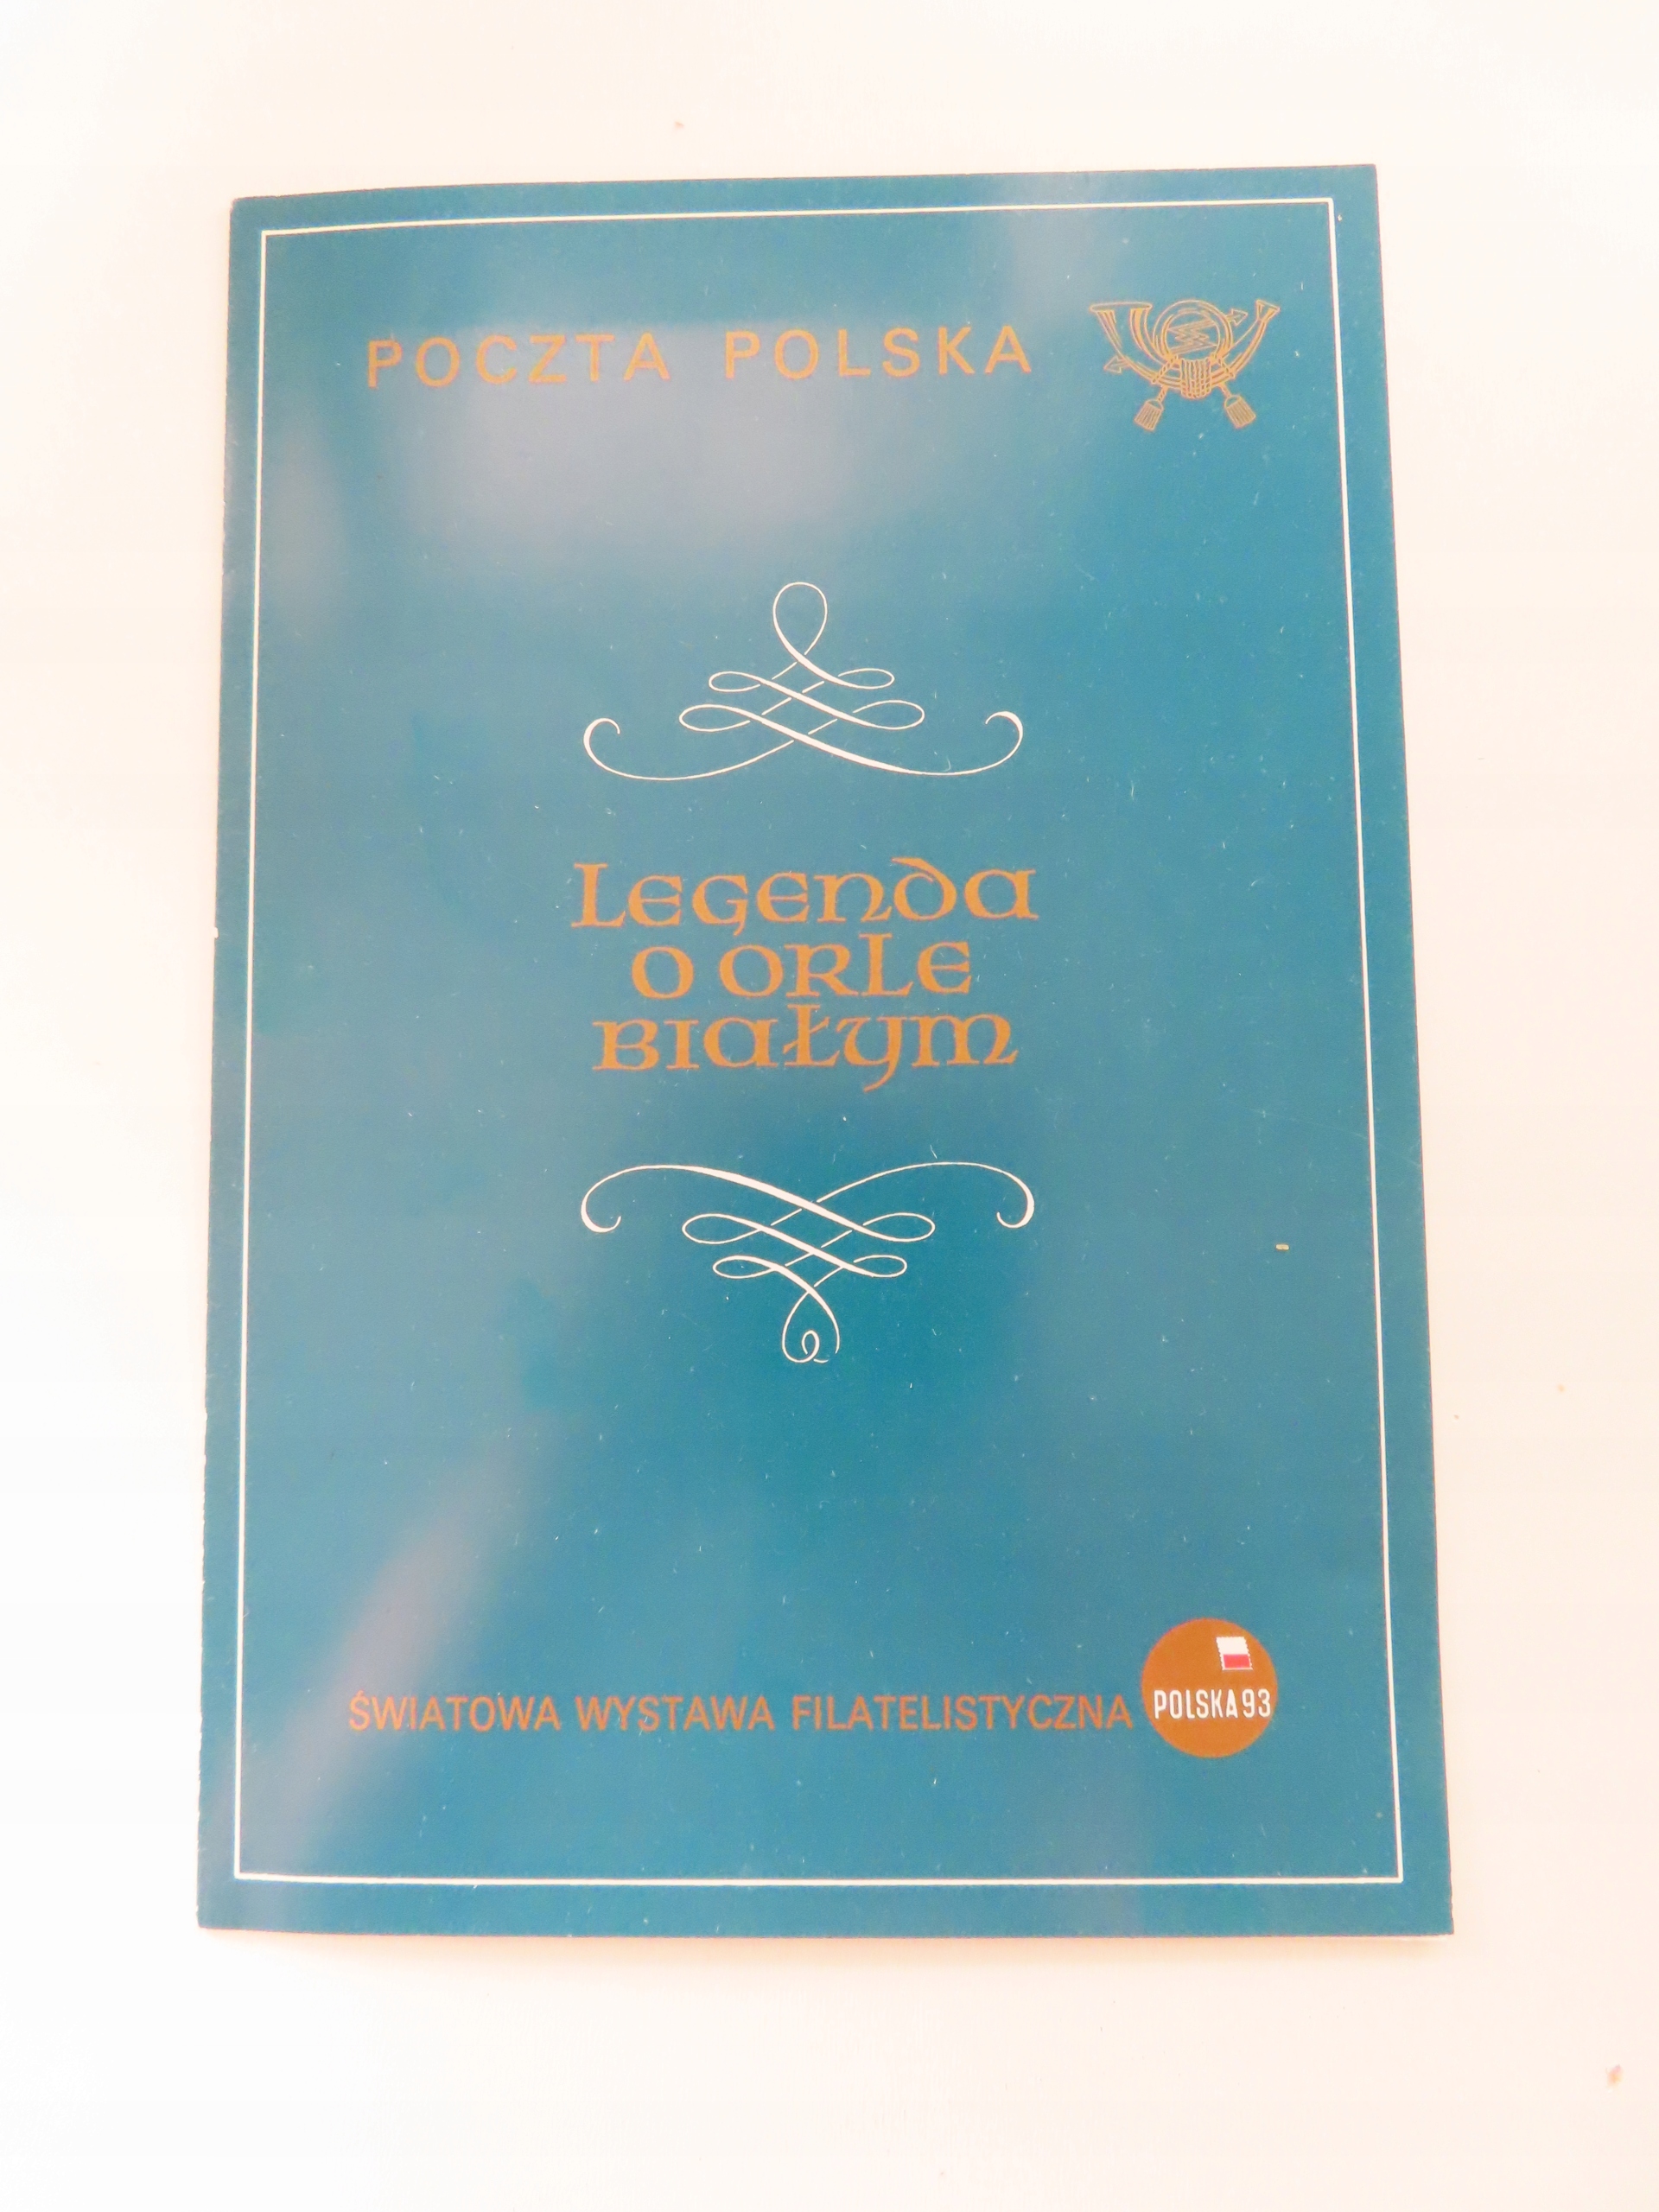 POCZTA POLSKA
LEGENDA
O ORLE
BIAŁYM
ŚWIATOWA WYSTAWA FILATELISTYCZNA
POLSKA 93